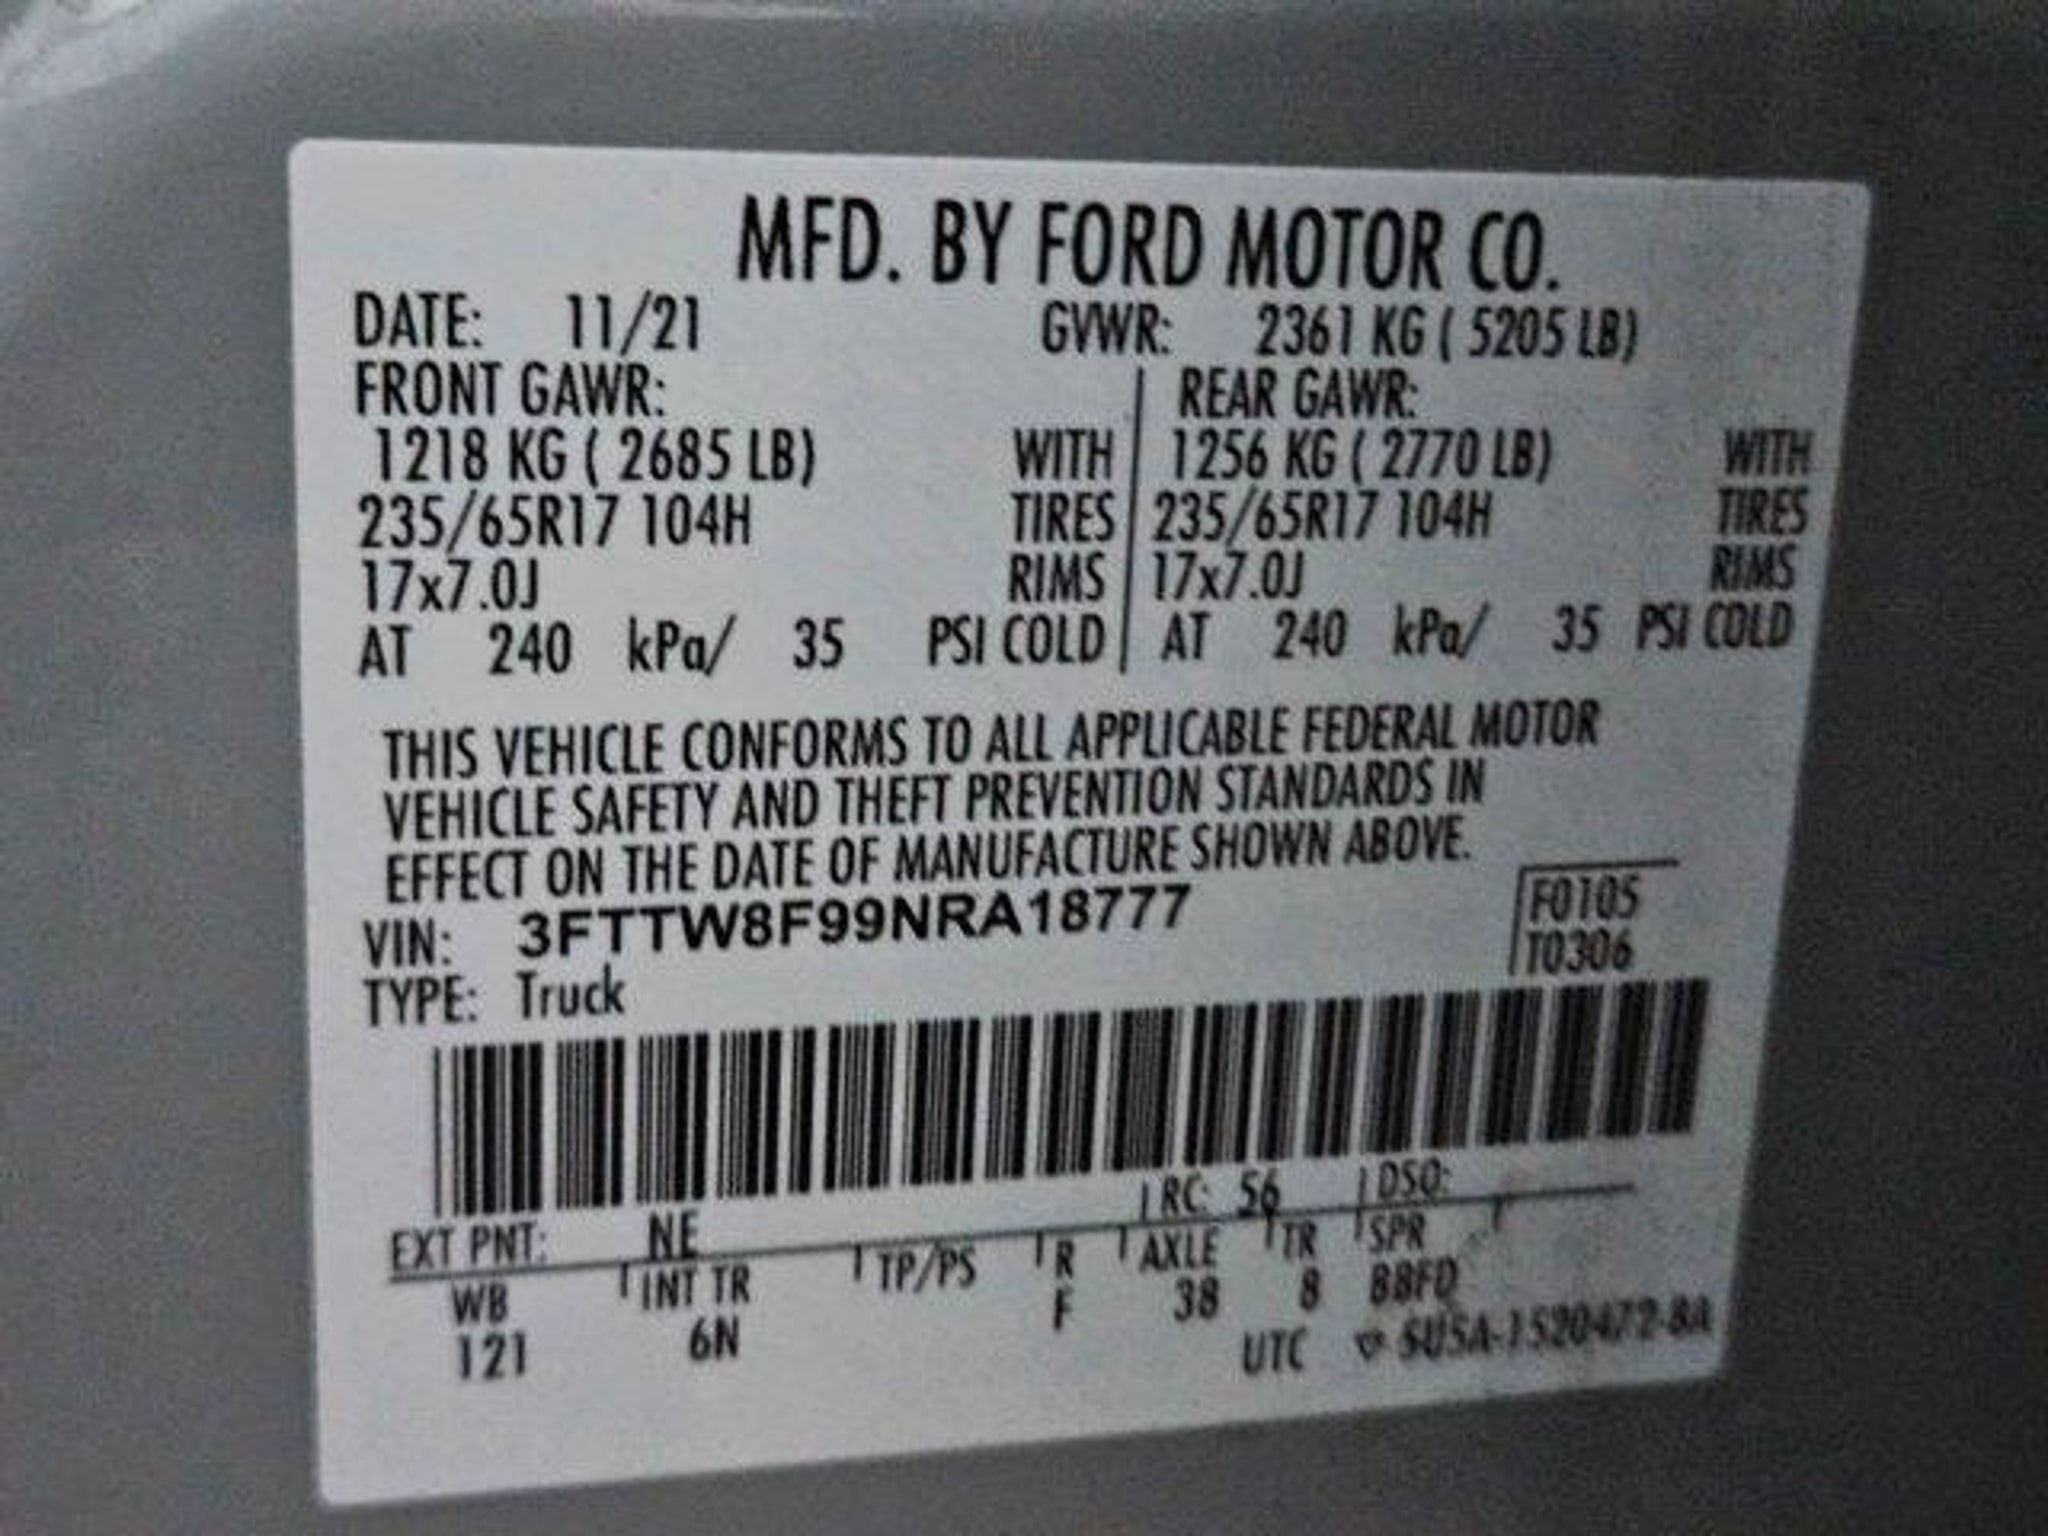 MFD. BY FORD MOTOR CO.
DATE: 11/21 GVWR: 2361 KG ( 5205 LB)
FRONT GAWR: REAR GAWR:
1218 KG ( 2685 LB) WITH 1256 KG ( 2770 LB) WITH
235/65R17 104H TIRES 235/65R17 104H TIRES
17x7.0J RIMS 17x7.0J RIMS
AT 240 kPa/ 35 PSI COLD AT 240 kPa/ 35 PSI COLD
THIS VEHICLE CONFORMS TO ALL APPLICABLE FEDERAL MOTOR
VEHICLE SAFETY AND THEFT PREVENTION STANDARDS IN
EFFECT ON THE DATE OF MANUFACTURE SHOWN ABOVE.
VIN: 3FTTW8F99NRA18777 F0105
TYPE: Truck T0306
EXT PNT: NE RC: 56 DSO:
WB INT TR TP/PS R AXLE TR SPR
121 6N F 38 8 BBFD
UTC 5U5A-1520472-BA